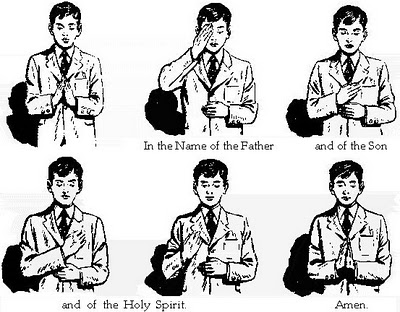 In the Name of the Father
and of the Son
and of the Holy Spirit.
Amen.